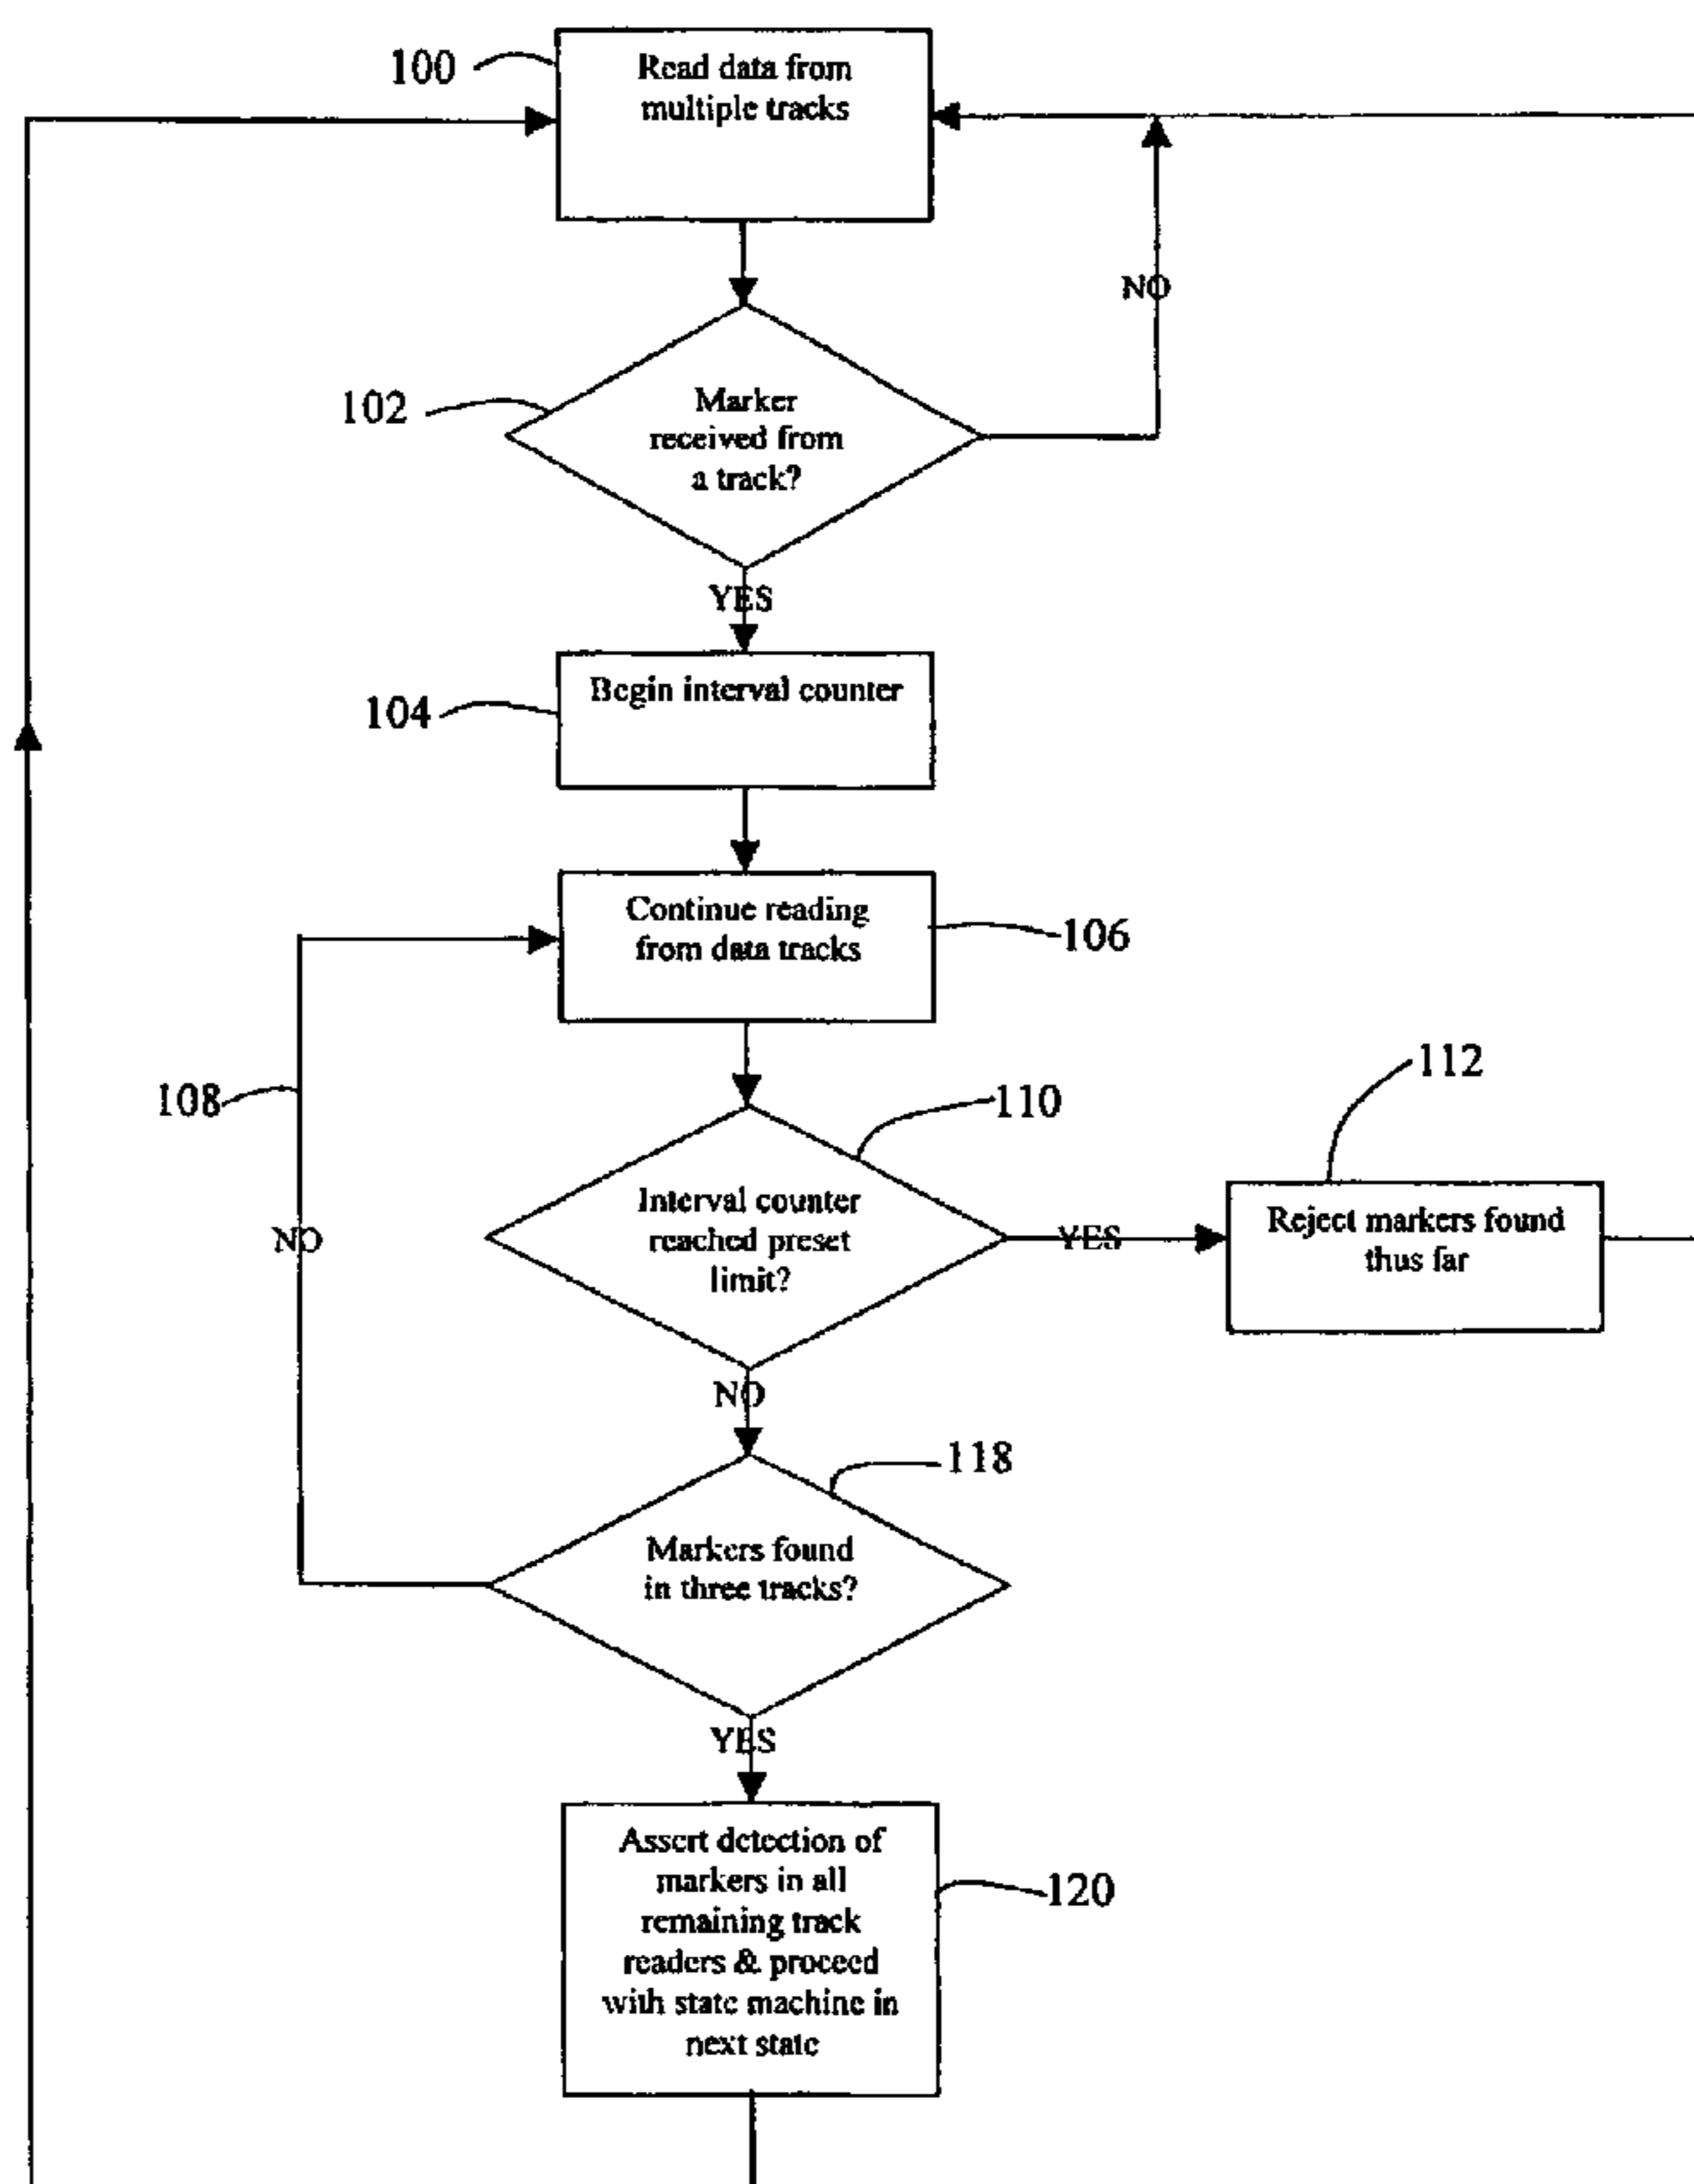 100
Read data from
multiple tracks
NO
102
Marker
received from
a track?
YES
104
Begin interval counter
Continue reading
from data tracks
106
108
110
112
NO
Interval counter
reached preset
limit?
YES
Reject markers found
thus far
NO
118
Markers found
in three tracks?
YES
Assert detection of
markers in all
remaining track
readers & proceed
with state machine in
next state
120